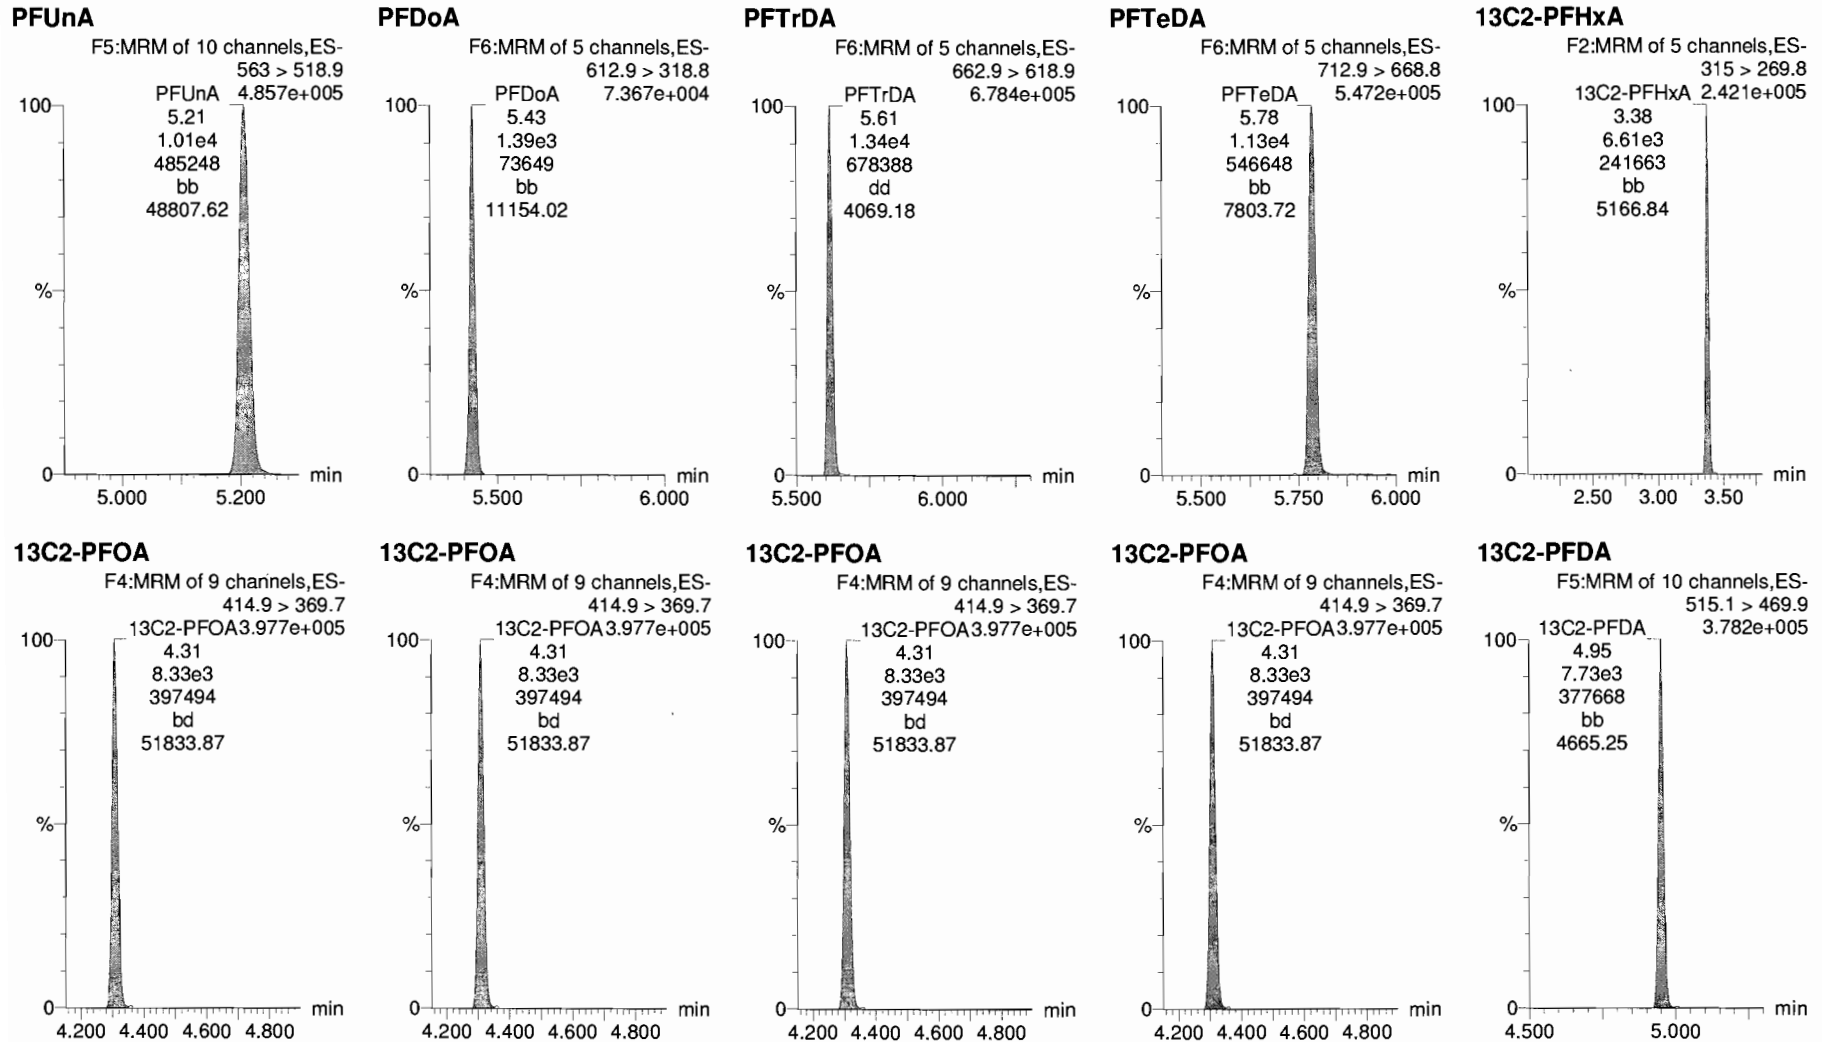 PFUnA
F5:MRM of 10 channels,ES-
563 > 518.9
PFUnA 4.857e+005
5.21
1.01e4
485248
bb
48807.62
100
%
0
min
5.000 5.200
PFDoA
F6:MRM of 5 channels,ES-
612.9 > 318.8
PFDoA 7.367e+004
5.43
1.39e3
73649
bb
11154.02
100
%
0
min
5.500 6.000
PFTrDA
F6:MRM of 5 channels,ES-
662.9 > 618.9
PFTrDA 6.784e+005
5.61
1.34e4
678388
dd
4069.18
100
%
0
min
5.500 6.000
PFTeDA
F6:MRM of 5 channels,ES-
712.9 > 668.8
PFTeDA 5.472e+005
5.78
1.13e4
546648
bb
7803.72
100
%
0
min
5.500 5.750 6.000
13C2-PFHxA
F2:MRM of 5 channels,ES-
315 > 269.8
13C2-PFHxA 2.421e+005
3.38
6.61e3
241663
bb
5166.84
100
%
0
min
2.50 3.00 3.50
13C2-PFOA
F4:MRM of 9 channels,ES-
414.9 > 369.7
13C2-PFOA3.977e+005
4.31
8.33e3
397494
bd
51833.87
100
%
0
min
4.200 4.400 4.600 4.800
13C2-PFOA
F4:MRM of 9 channels,ES-
414.9 > 369.7
13C2-PFOA3.977e+005
4.31
8.33e3
397494
bd
51833.87
100
%
0
min
4.200 4.400 4.600 4.800
13C2-PFOA
F4:MRM of 9 channels,ES-
414.9 > 369.7
13C2-PFOA3.977e+005
4.31
8.33e3
397494
bd
51833.87
100
%
0
min
4.200 4.400 4.600 4.800
13C2-PFOA
F4:MRM of 9 channels,ES-
414.9 > 369.7
13C2-PFOA3.977e+005
4.31
8.33e3
397494
bd
51833.87
100
%
0
min
4.200 4.400 4.600 4.800
13C2-PFDA
F5:MRM of 10 channels,ES-
515.1 > 469.9
13C2-PFDA 3.782e+005
4.95
7.73e3
377668
bb
4665.25
100
%
0
min
4.500 5.000